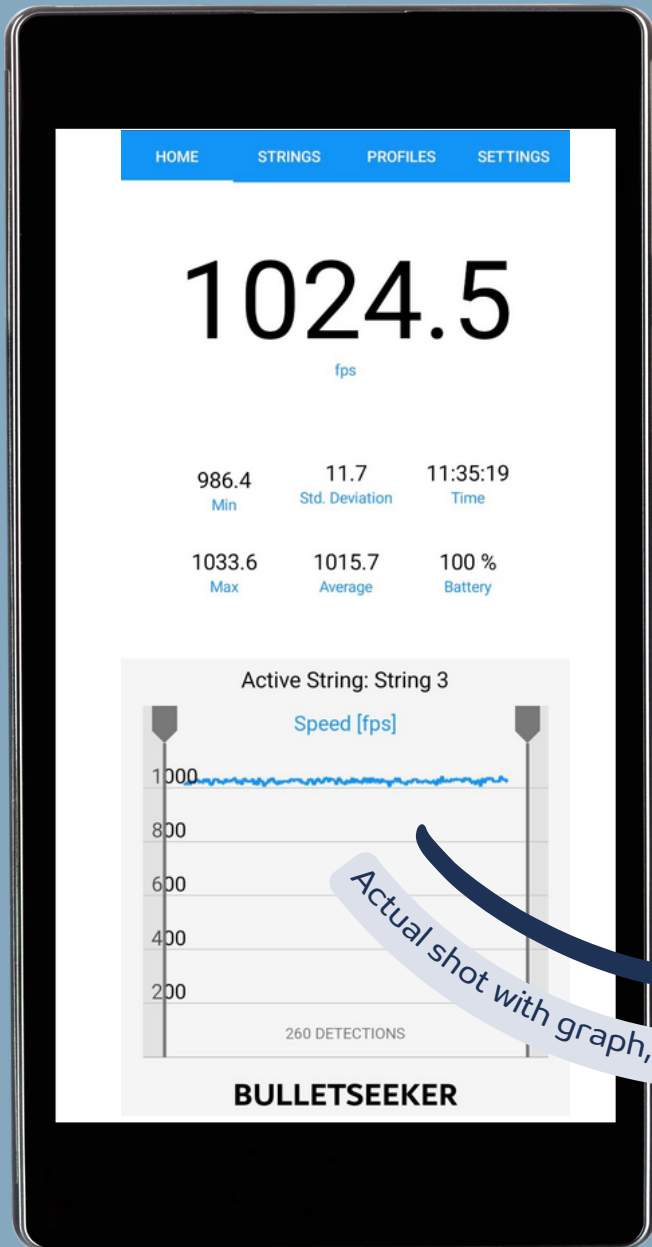 HOME STRINGS PROFILES SETTINGS
1024.5
fps
986.4 11.7 11:35:19
Min Std. Deviation Time
1033.6 1015.7 100 %
Max Average Battery
Active String: String 3
Speed [fps]
1000
800
600
400
200
260 DETECTIONS
BULLETSEEKER
Actual shot with graph,